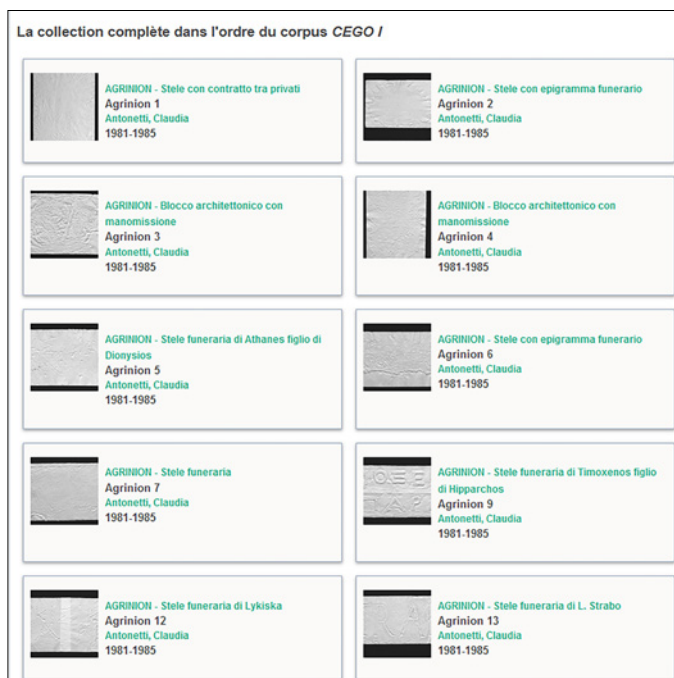 La collection complète dans l'ordre du corpus CEGO I
AGRINION - Stele con contratto tra privati
Agrinion 1
Antonetti, Claudia
1981-1985
AGRINION - Stele con epigramma funerario
Agrinion 2
Antonetti, Claudia
1981-1985
AGRINION - Blocco architettonico con
manomissione
Agrinion 3
Antonetti, Claudia
1981-1985
AGRINION - Blocco architettonico con
manomissione
Agrinion 4
Antonetti, Claudia
1981-1985
AGRINION - Stele funeraria di Athanes figlio di
Dionysios
Agrinion 5
Antonetti, Claudia
1981-1985
AGRINION - Stele con epigramma funerario
Agrinion 6
Antonetti, Claudia
1981-1985
AGRINION - Stele funeraria
Agrinion 7
Antonetti, Claudia
1981-1985
AGRINION - Stele funeraria di Timoxenos figlio
di Hipparchos
Agrinion 9
Antonetti, Claudia
1981-1985
AGRINION - Stele funeraria di Lykiska
Agrinion 12
Antonetti, Claudia
1981-1985
AGRINION - Stele funeraria di L. Strabo
Agrinion 13
Antonetti, Claudia
1981-1985